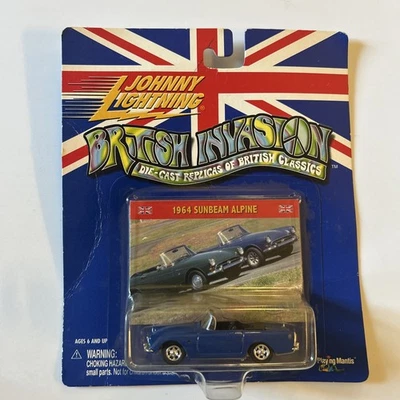 JOHNNY
LIGHTNING
BRITISH INVASION
DIE-CAST REPLICAS OF BRITISH CLASSICS
1964 SUNBEAM ALPINE
AGES 6 AND UP
WARNING:
CHOKING HAZARD
small parts. Not for
Playing Mantis